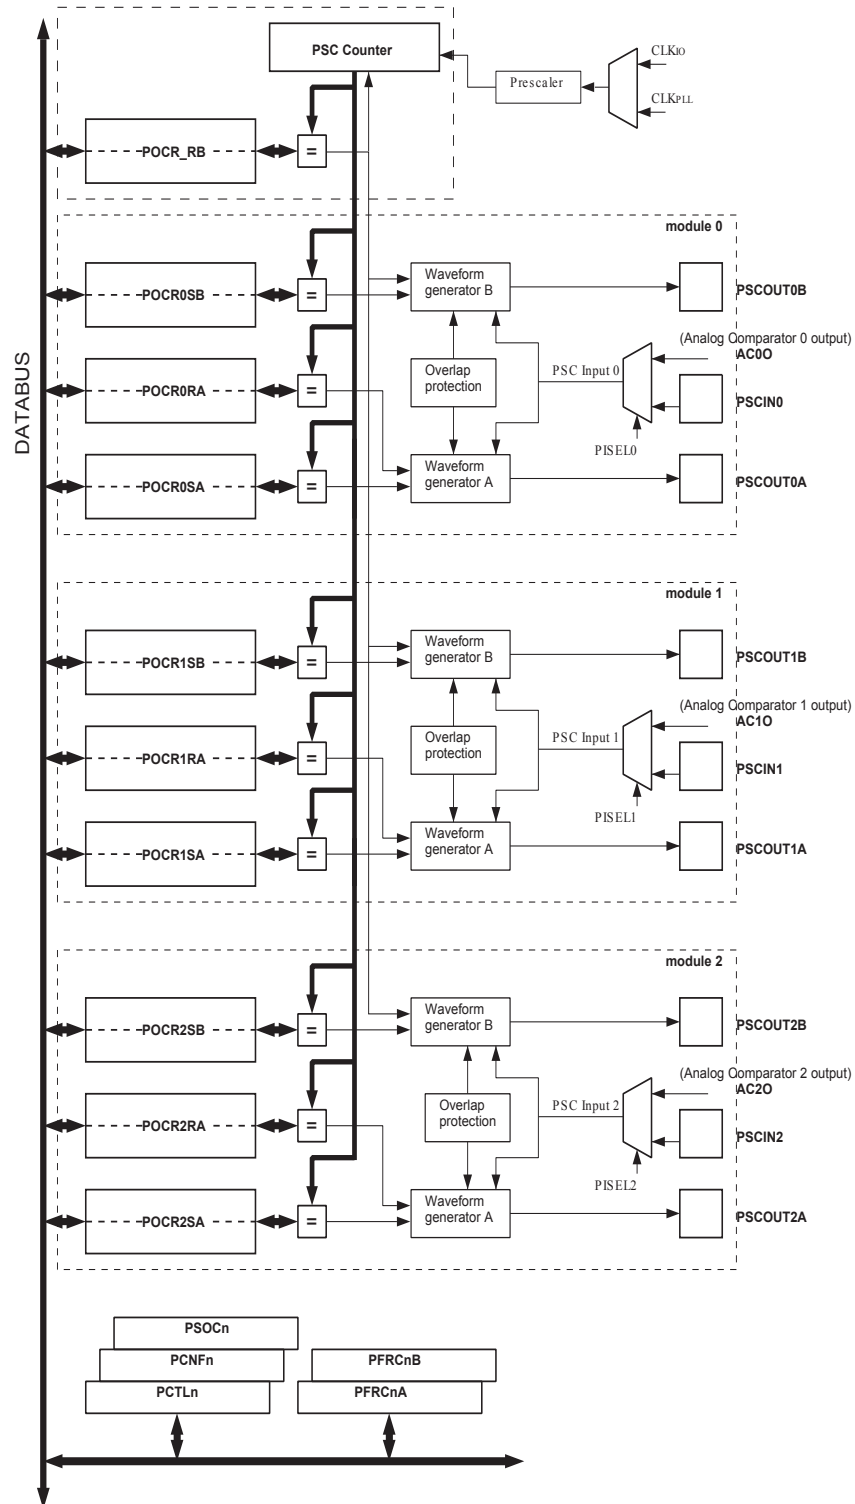 PSC Counter
CLKIO
Prescaler
CLKPLL
POCR_RB
=
module 0
POCR0SB
=
Waveform
generator B
PSCOUT0B
(Analog Comparator 0 output)
AC0O
DATABUS
POCR0RA
=
Overlap
protection
PSC Input 0
PSCIN0
PISEL0
POCR0SA
=
Waveform
generator A
PSCOUT0A
module 1
POCR1SB
=
Waveform
generator B
PSCOUT1B
(Analog Comparator 1 output)
AC1O
POCR1RA
=
Overlap
protection
PSC Input 1
PSCIN1
PISEL1
POCR1SA
=
Waveform
generator A
PSCOUT1A
module 2
POCR2SB
=
Waveform
generator B
PSCOUT2B
(Analog Comparator 2 output)
AC2O
POCR2RA
=
Overlap
protection
PSC Input 2
PSCIN2
PISEL2
POCR2SA
=
Waveform
generator A
PSCOUT2A
PSOCn
PCNFn
PFRCnB
PCTLn
PFRCnA